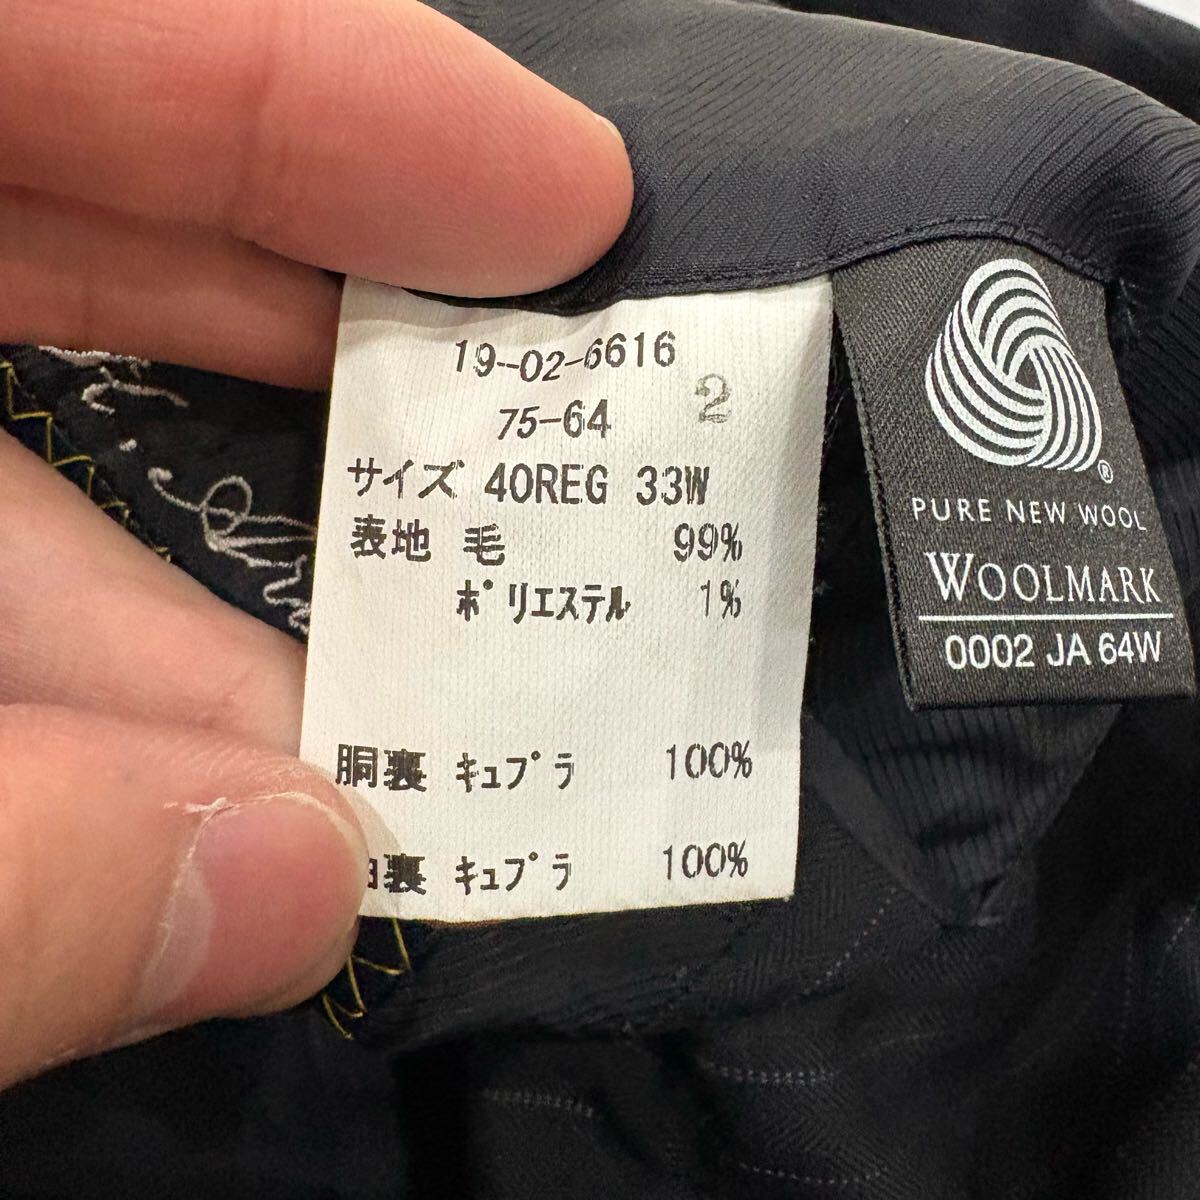 19-02-6616
75-64 2
サイズ 40REG 33W
表地 毛 99%
ポリエステル 1%
胴裏 キュプラ 100%
裏 キュプラ 100%
®
PURE NEW WOOL
WOOLMARK
0002 JA 64W